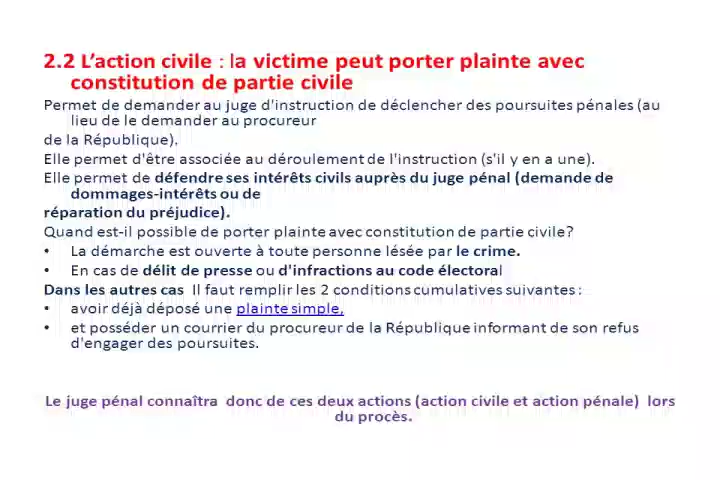 2.2 L’action civile : la victime peut porter plainte avec
constitution de partie civile
Permet de demander au juge d'instruction de déclencher des poursuites pénales (au
lieu de le demander au procureur
de la République).
Elle permet d'être associée au déroulement de l'instruction (s'il y en a une).
Elle permet de défendre ses intérêts civils auprès du juge pénal (demande de
dommages-intérêts ou de
réparation du préjudice).
Quand est-il possible de porter plainte avec constitution de partie civile?
• La démarche est ouverte à toute personne lésée par le crime.
• En cas de délit de presse ou d'infractions au code électoral
Dans les autres cas Il faut remplir les 2 conditions cumulatives suivantes :
• avoir déjà déposé une plainte simple,
• et posséder un courrier du procureur de la République informant de son refus
d'engager des poursuites.
Le juge pénal connaîtra donc de ces deux actions (action civile et action pénale) lors
du procès.